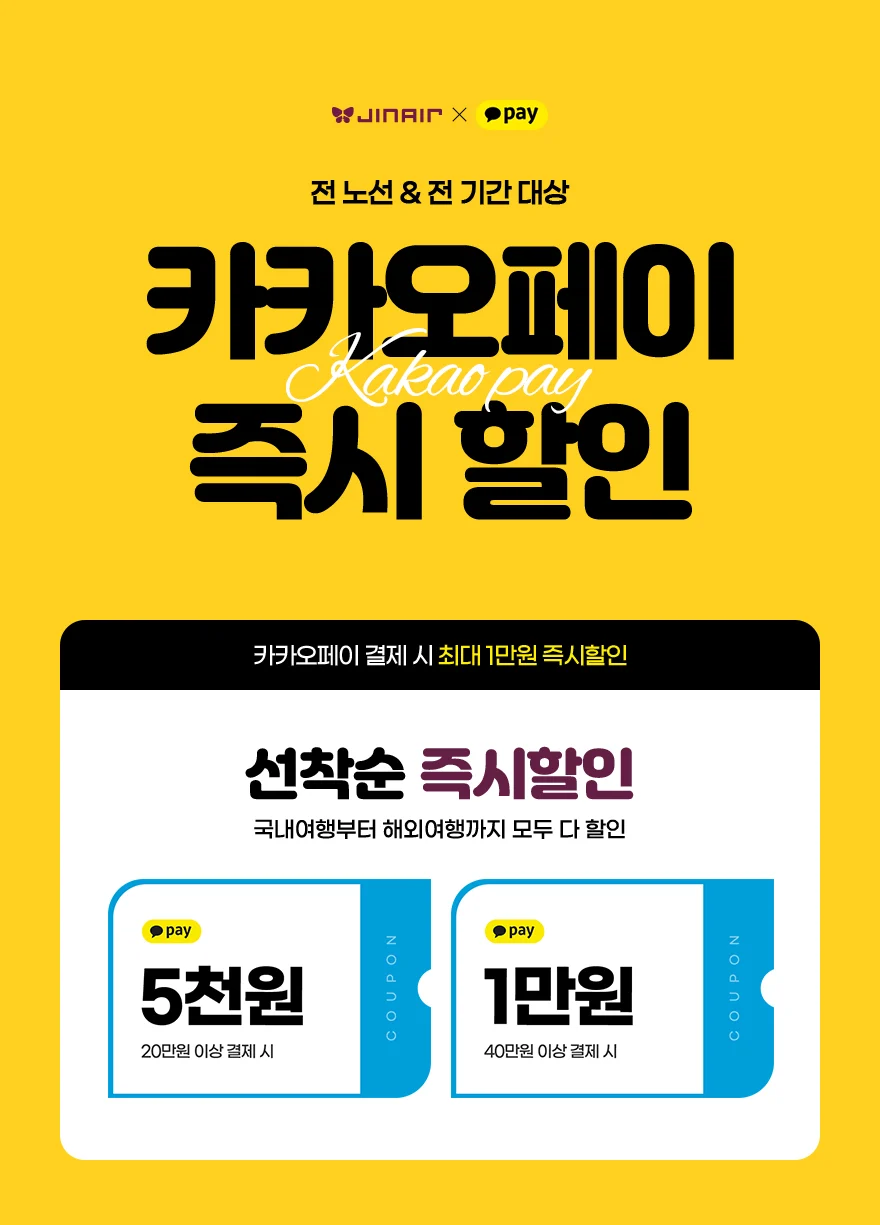 JINAIR × pay
전 노선 & 전 기간 대상
카카오페이
Kakao pay
즉시 할인
카카오페이 결제 시 최대 1만원 즉시할인
선착순 즉시할인
국내여행부터 해외여행까지 모두 다 할인
pay
5천원
20만원 이상 결제 시
COUPON
pay
1만원
40만원 이상 결제 시
COUPON